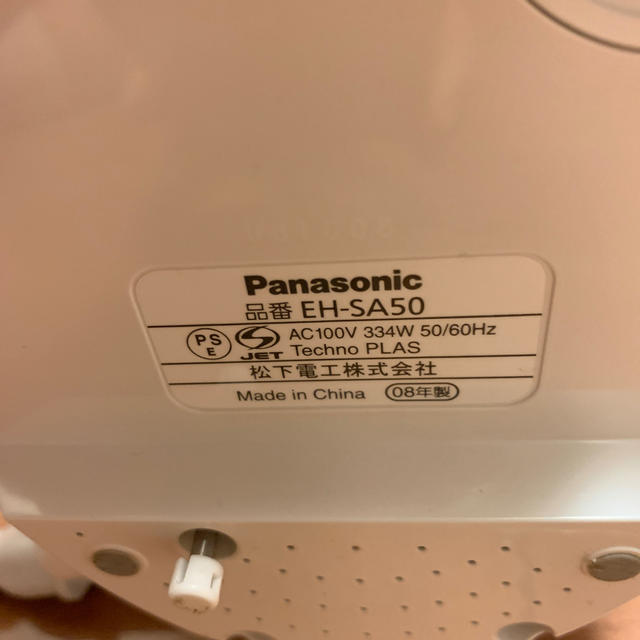 Panasonic
品番 EH-SA50
PS
E
JET
AC100V 334W 50/60Hz
Techno PLAS
松下電工株式会社
Made in China 08年製